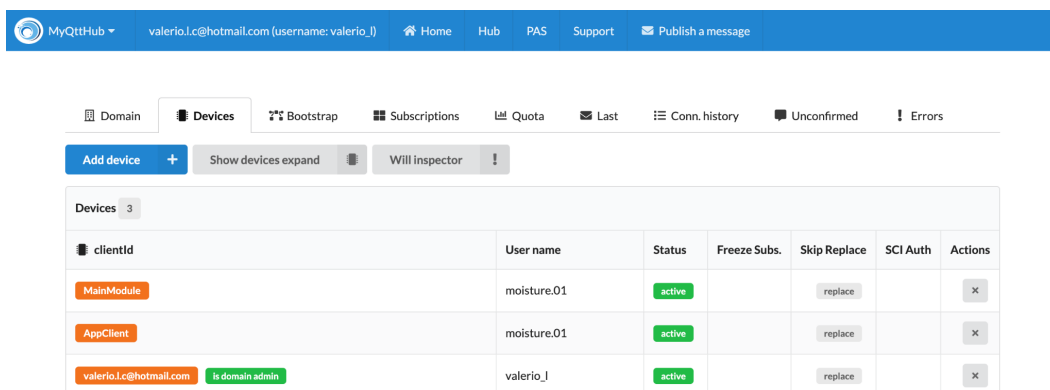 MyQttHub valerio.l.c@hotmail.com (username: valerio_l) Home Hub PAS Support Publish a message
Domain Devices Bootstrap Subscriptions Quota Last Conn. history Unconfirmed Errors
Add device + Show devices expand Will inspector
Devices 3
clientId User name Status Freeze Subs. Skip Replace SCI Auth Actions
MainModule moisture.01 active replace ×
AppClient moisture.01 active replace ×
valerio.l.c@hotmail.com is domain admin valerio_l active replace ×